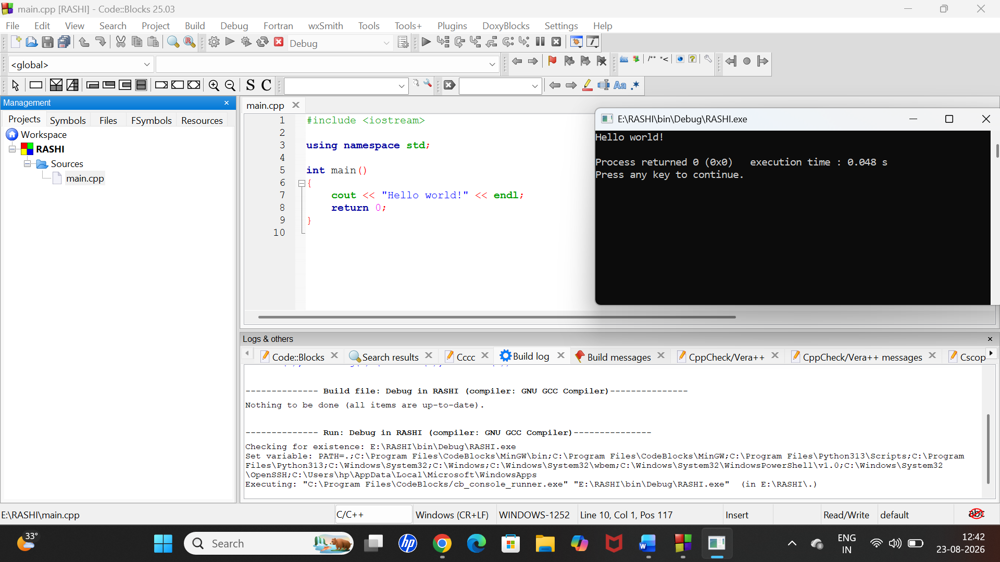 main.cpp [RASHI] - Code::Blocks 25.03
File Edit View Search Project Build Debug Fortran wxSmith Tools Tools+ Plugins DoxyBlocks Settings Help
Debug
<global>
/** *<
S C
Aa .*
Management
Projects Symbols Files FSymbols Resources
Workspace
RASHI
Sources
main.cpp
main.cpp
1 #include <iostream>
2
3 using namespace std;
4
5 int main()
6 {
7 cout << "Hello world!" << endl;
8 return 0;
9 }
10
E:\RASHI\bin\Debug\RASHI.exe
Hello world!
Process returned 0 (0x0)   execution time : 0.048 s
Press any key to continue.
Logs & others
Code::Blocks Search results Cccc Build log Build messages CppCheck/Vera++ CppCheck/Vera++ messages Cscop
-------------- Build file: Debug in RASHI (compiler: GNU GCC Compiler)---------------
Nothing to be done (all items are up-to-date).
-------------- Run: Debug in RASHI (compiler: GNU GCC Compiler)---------------
Checking for existence: E:\RASHI\bin\Debug\RASHI.exe
Set variable: PATH=.;C:\Program Files\CodeBlocks\MinGW\bin;C:\Program Files\CodeBlocks\MinGW;C:\Program Files\Python313\Scripts;C:\Program
Files\Python313;C:\Windows\System32;C:\Windows;C:\Windows\System32\wbem;C:\Windows\System32\WindowsPowerShell\v1.0;C:\Windows\System32
\OpenSSH;C:\Users\hp\AppData\Local\Microsoft\WindowsApps
Executing: "C:\Program Files\CodeBlocks/cb_console_runner.exe" "E:\RASHI\bin\Debug\RASHI.exe"  (in E:\RASHI\.)
E:\RASHI\main.cpp C/C++ Windows (CR+LF) WINDOWS-1252 Line 10, Col 1, Pos 117 Insert Read/Write default abc
33°
Search
hp
W
ENG
IN
12:42
23-08-2026